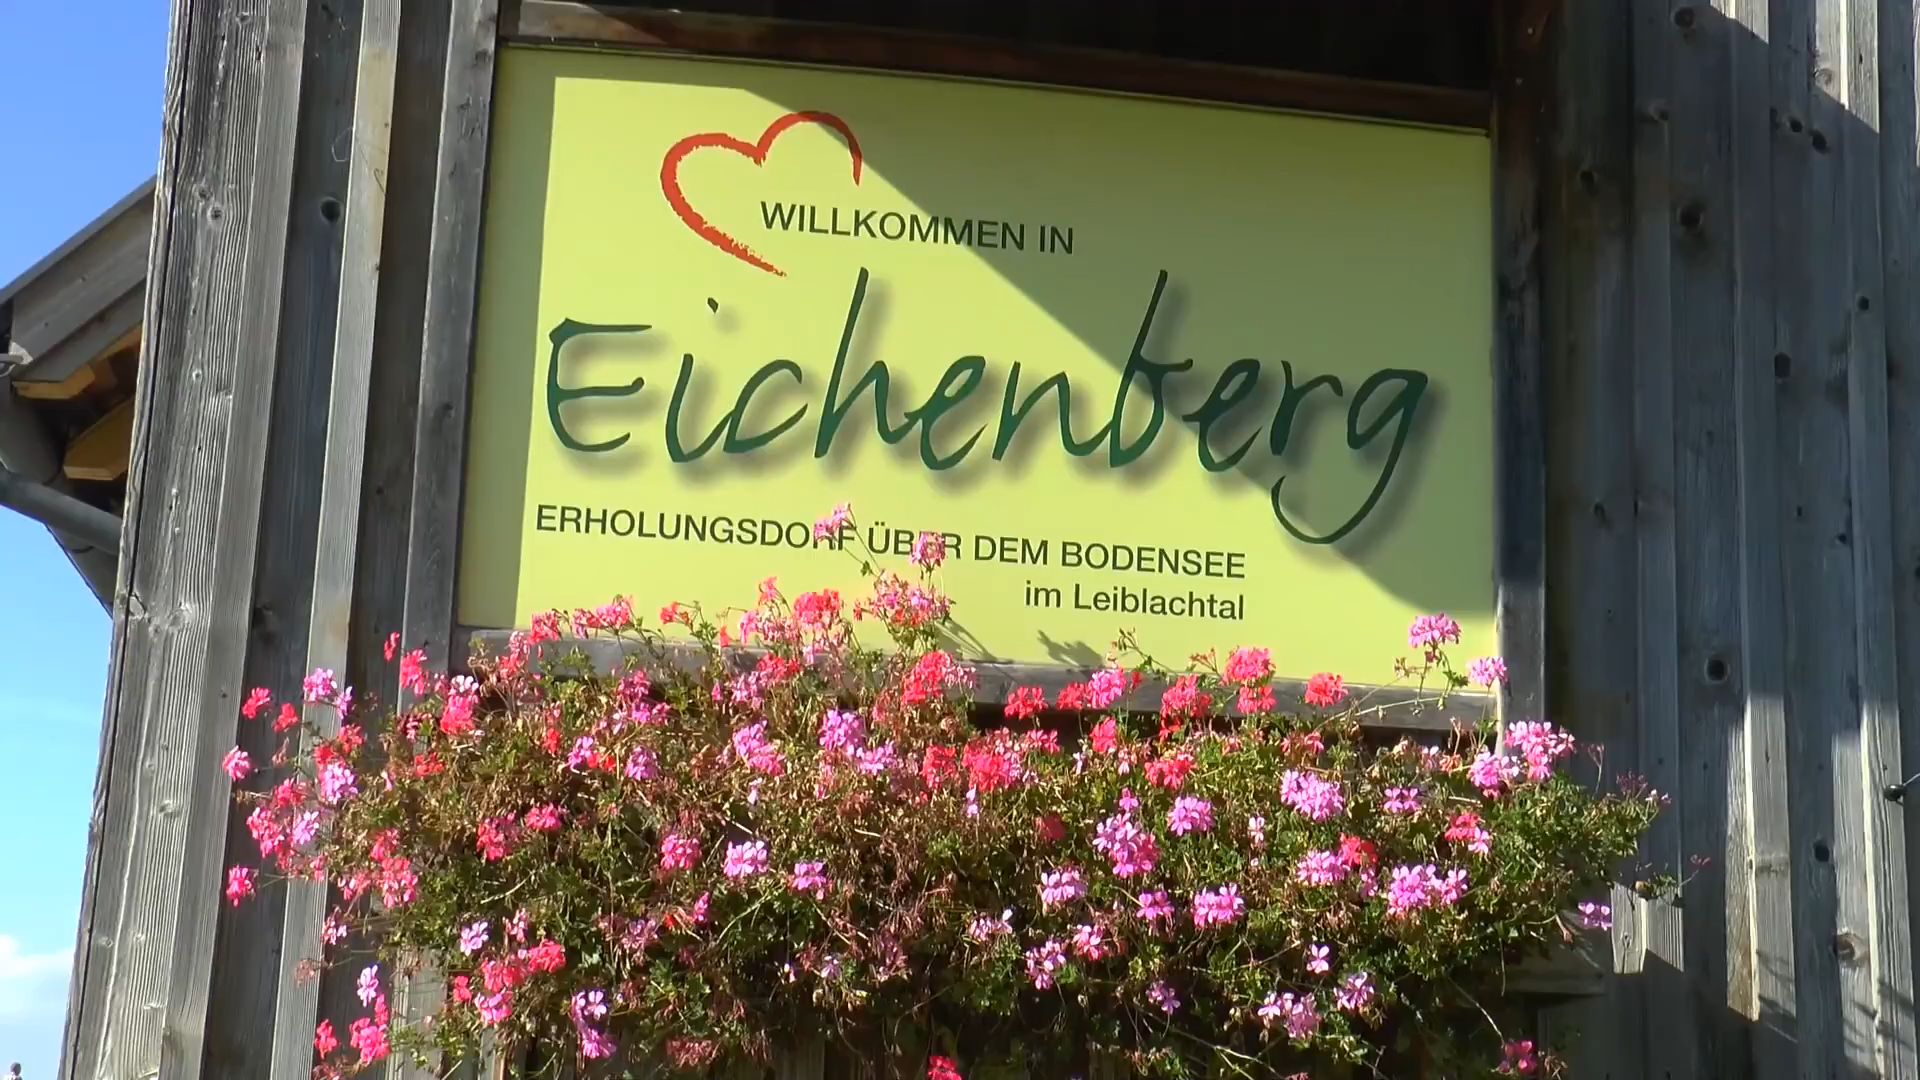 WILLKOMMEN IN
Eichenberg
ERHOLUNGSDORF ÜBER DEM BODENSEE
im Leiblachtal